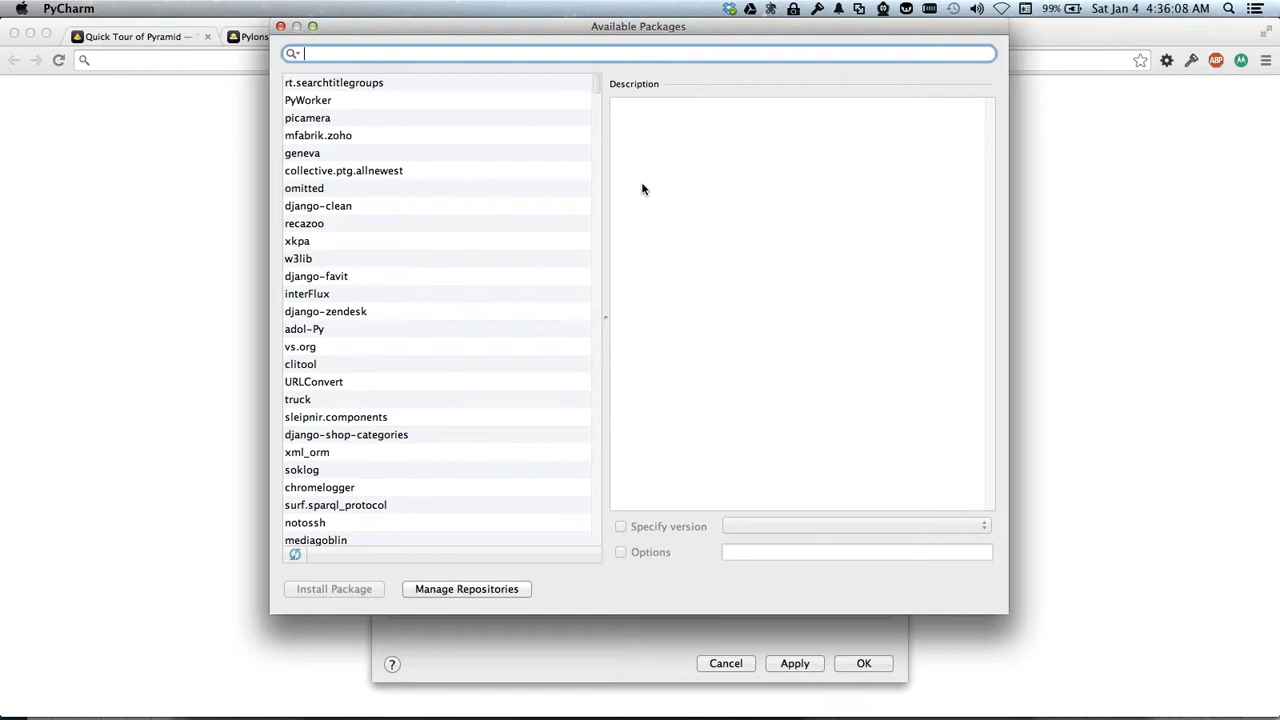 PyCharm
99%
Sat Jan 4 4:36:08 AM
Available Packages
Quick Tour of Pyramid —
Pylons
ABP
rt.searchtitlegroups
PyWorker
picamera
mfabrik.zoho
geneva
collective.ptg.allnewest
omitted
django-clean
recazoo
xkpa
w3lib
django-favit
interFlux
django-zendesk
adol-Py
vs.org
clitool
URLConvert
truck
sleipnir.components
django-shop-categories
xml_orm
soklog
chromelogger
surf.sparql_protocol
notossh
mediagoblin
Description
Specify version
Options
Install Package
Manage Repositories
?
Cancel
Apply
OK